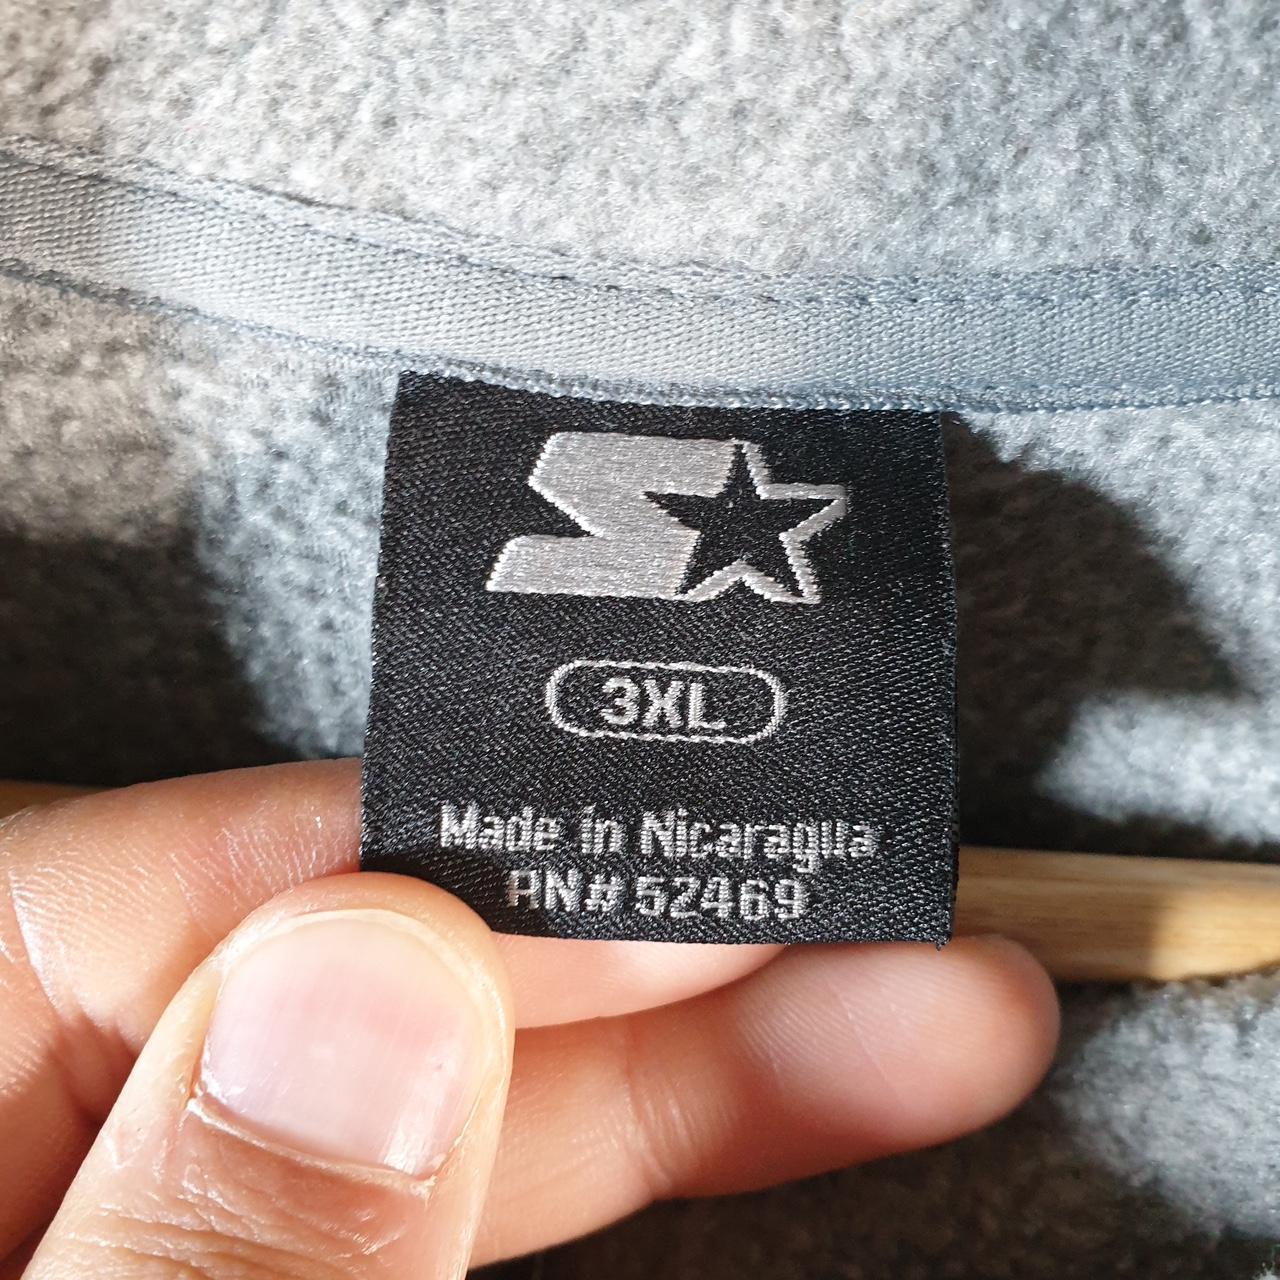 3XL
Made in Nicaragua
RN# 52469